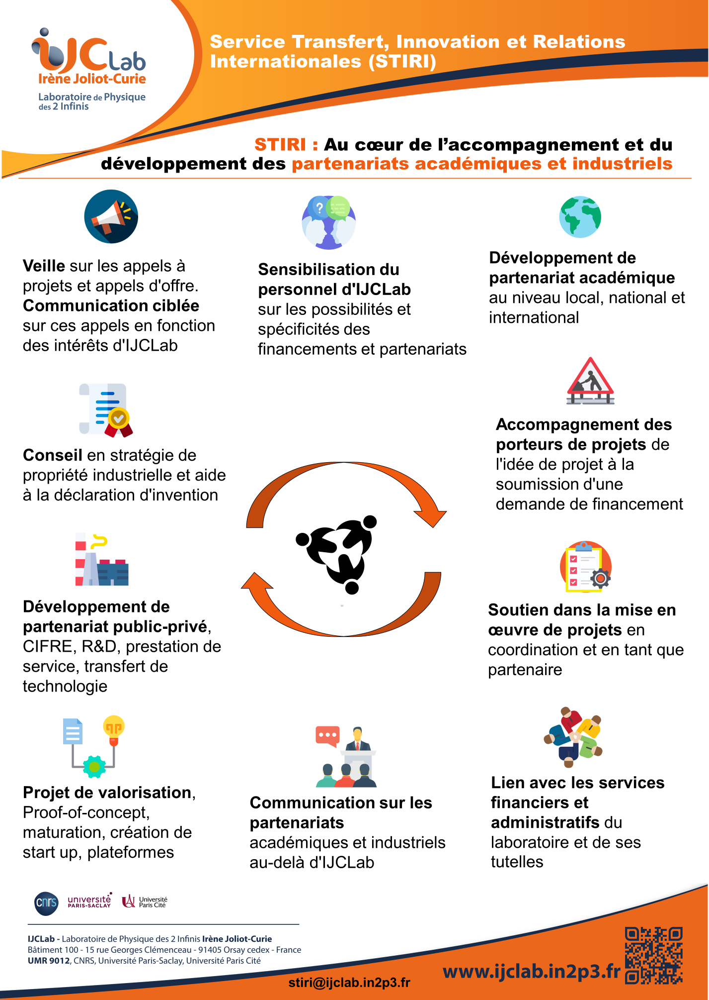 IJCLab
Irène Joliot-Curie
Laboratoire de Physique
des 2 Infinis
Service Transfert, Innovation et Relations
Internationales (STIRI)
STIRI : Au cœur de l’accompagnement et du
développement des partenariats académiques et industriels
Veille sur les appels à
projets et appels d'offre.
Communication ciblée
sur ces appels en fonction
des intérêts d'IJCLab
?
Sensibilisation du
personnel d'IJCLab
sur les possibilités et
spécificités des
financements et partenariats
Développement de
partenariat académique
au niveau local, national et
international
Conseil en stratégie de
propriété industrielle et aide
à la déclaration d'invention
Accompagnement des
porteurs de projets de
l'idée de projet à la
soumission d'une
demande de financement
Développement de
partenariat public-privé,
CIFRE, R&D, prestation de
service, transfert de
technologie
Soutien dans la mise en
œuvre de projets en
coordination et en tant que
partenaire
Projet de valorisation,
Proof-of-concept,
maturation, création de
start up, plateformes
Communication sur les
partenariats
académiques et industriels
au-delà d'IJCLab
Lien avec les services
financiers et
administratifs du
laboratoire et de ses
tutelles
cnrs
université
PARIS-SACLAY
Université
Paris Cité
IJCLab - Laboratoire de Physique des 2 Infinis Irène Joliot-Curie
Bâtiment 100 - 15 rue Georges Clémenceau - 91405 Orsay cedex - France
UMR 9012, CNRS, Université Paris-Saclay, Université Paris Cité
stiri@ijclab.in2p3.fr
www.ijclab.in2p3.fr